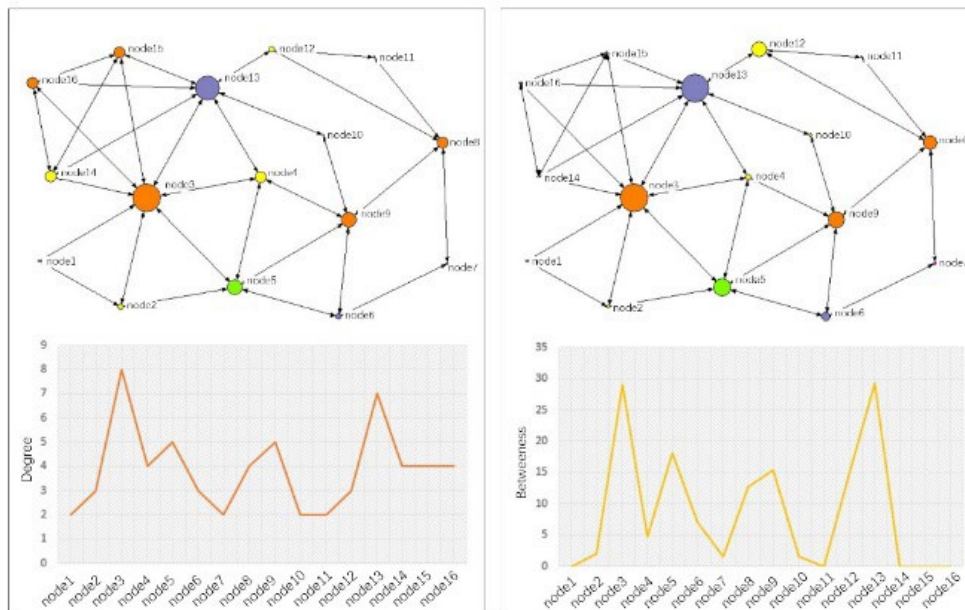 node15
node12
node16
node13
node11
node10
node8
node14
node3
node4
node9
node1
node5
node7
node2
node6
9
8
7
6
5
4
3
2
1
0
Degree
node1
node2
node3
node4
node5
node6
node7
node8
node9
node10
node11
node12
node13
node14
node15
node16
node15
node12
node16
node13
node11
node10
node14
node3
node4
node9
node1
node5
node2
node6
35
30
25
20
15
10
5
0
Betweeness
node1
node2
node3
node4
node5
node6
node7
node8
node9
node10
node11
node12
node13
node14
node15
node16